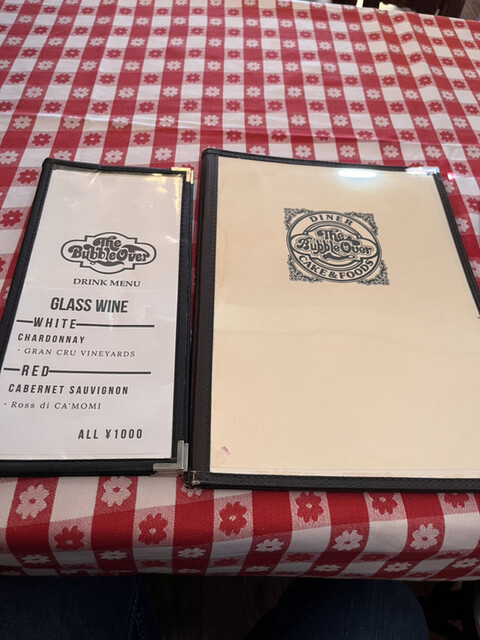 The
BubbleOver
DRINK MENU
GLASS WINE
WHITE
CHARDONNAY
· GRAN CRU VINEYARDS
RED
CABERNET SAUVIGNON
· Ross di CA'MOMI
ALL ¥1000
DINER
The
BubbleOver
CAKE & FOODS